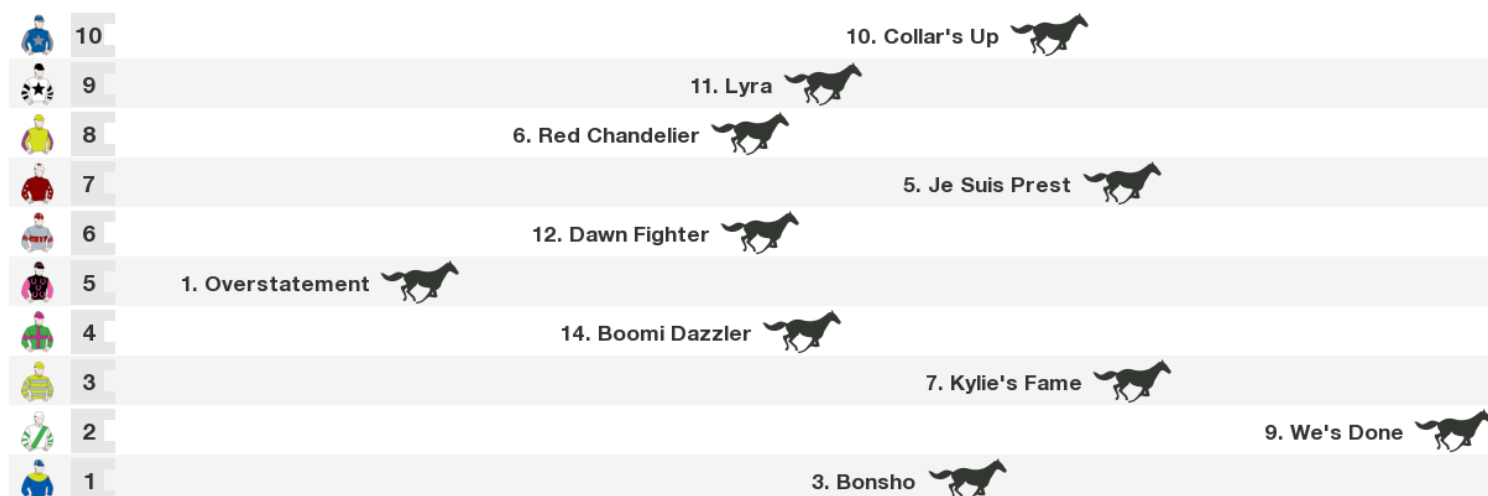 10 10. Collar's Up
9 11. Lyra
8 6. Red Chandelier
7 5. Je Suis Prest
6 12. Dawn Fighter
5 1. Overstatement
4 14. Boomi Dazzler
3 7. Kylie's Fame
2 9. We's Done
1 3. Bonsho